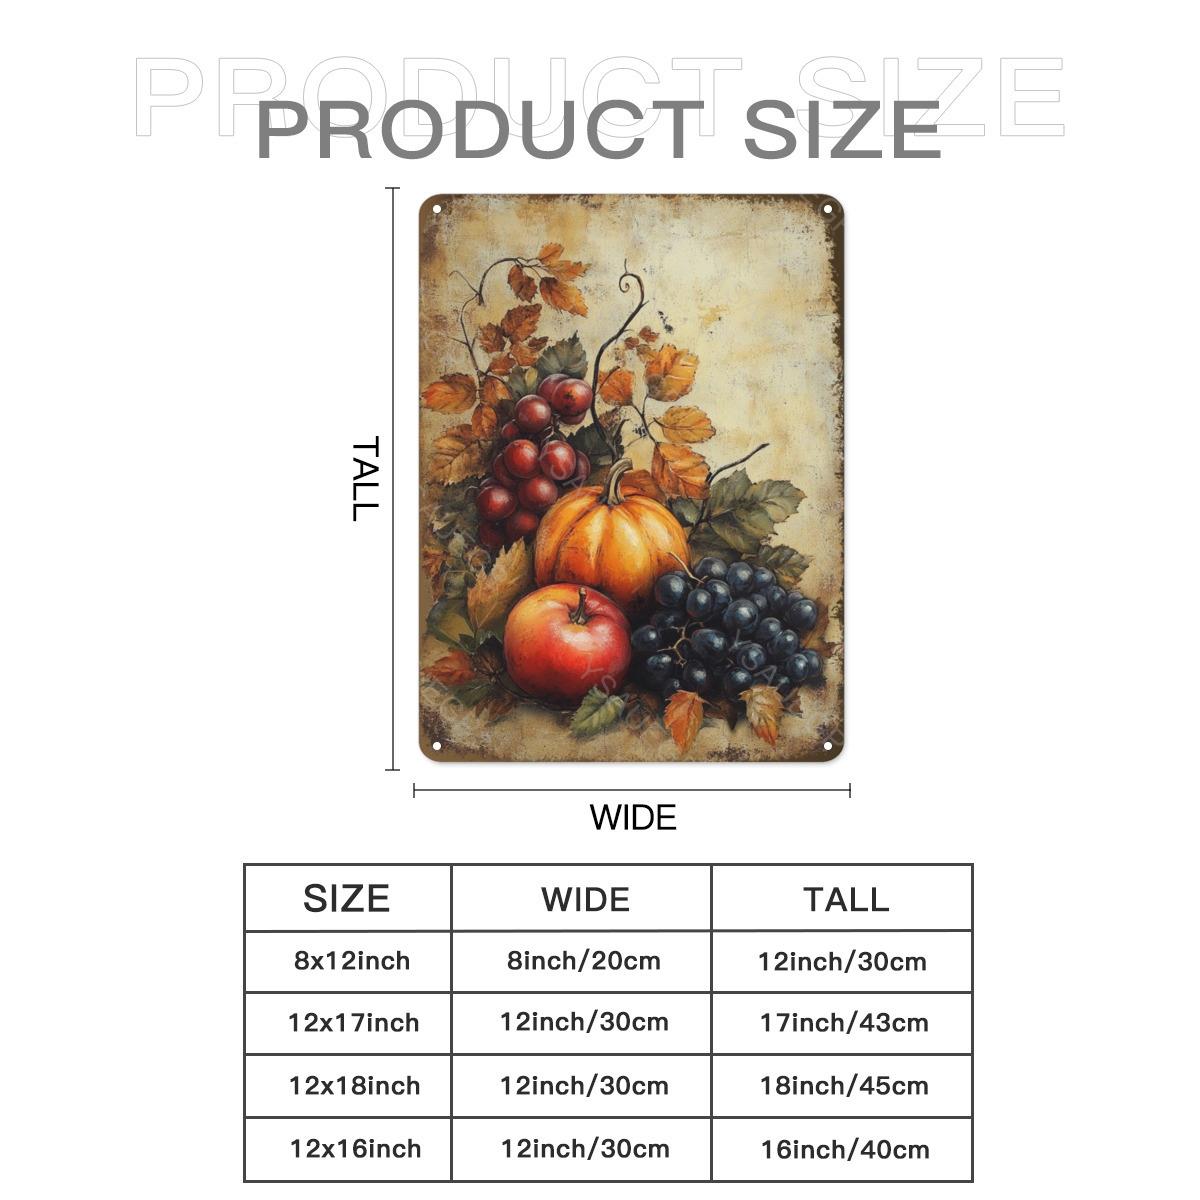 PRODUCT SIZE
PRODUCT SIZE
TALL
WIDE
SIZE WIDE TALL
8x12inch 8inch/20cm 12inch/30cm
12x17inch 12inch/30cm 17inch/43cm
12x18inch 12inch/30cm 18inch/45cm
12x16inch 12inch/30cm 16inch/40cm